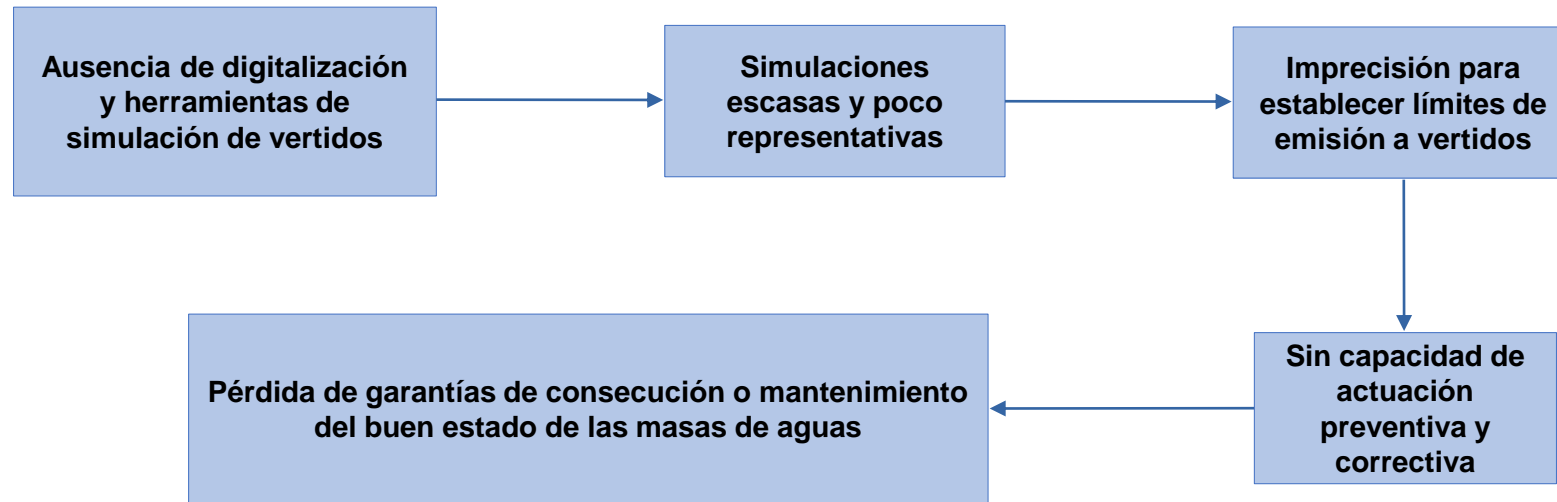 Ausencia de digitalización
y herramientas de
simulación de vertidos
Simulaciones
escasas y poco
representativas
Imprecisión para
establecer límites de
emisión a vertidos
Sin capacidad de
actuación
preventiva y
correctiva
Pérdida de garantías de consecución o mantenimiento
del buen estado de las masas de aguas